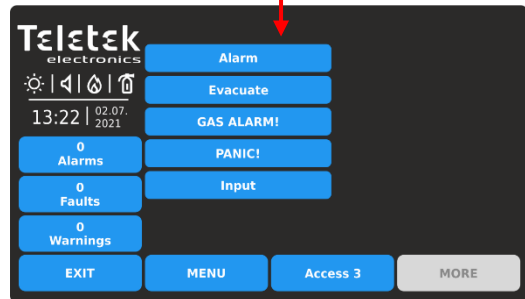 Teletek
electronics
13:22 | 02.07.
2021
0
Alarms
0
Faults
0
Warnings
Alarm
Evacuate
GAS ALARM!
PANIC!
Input
EXIT
MENU
Access 3
MORE